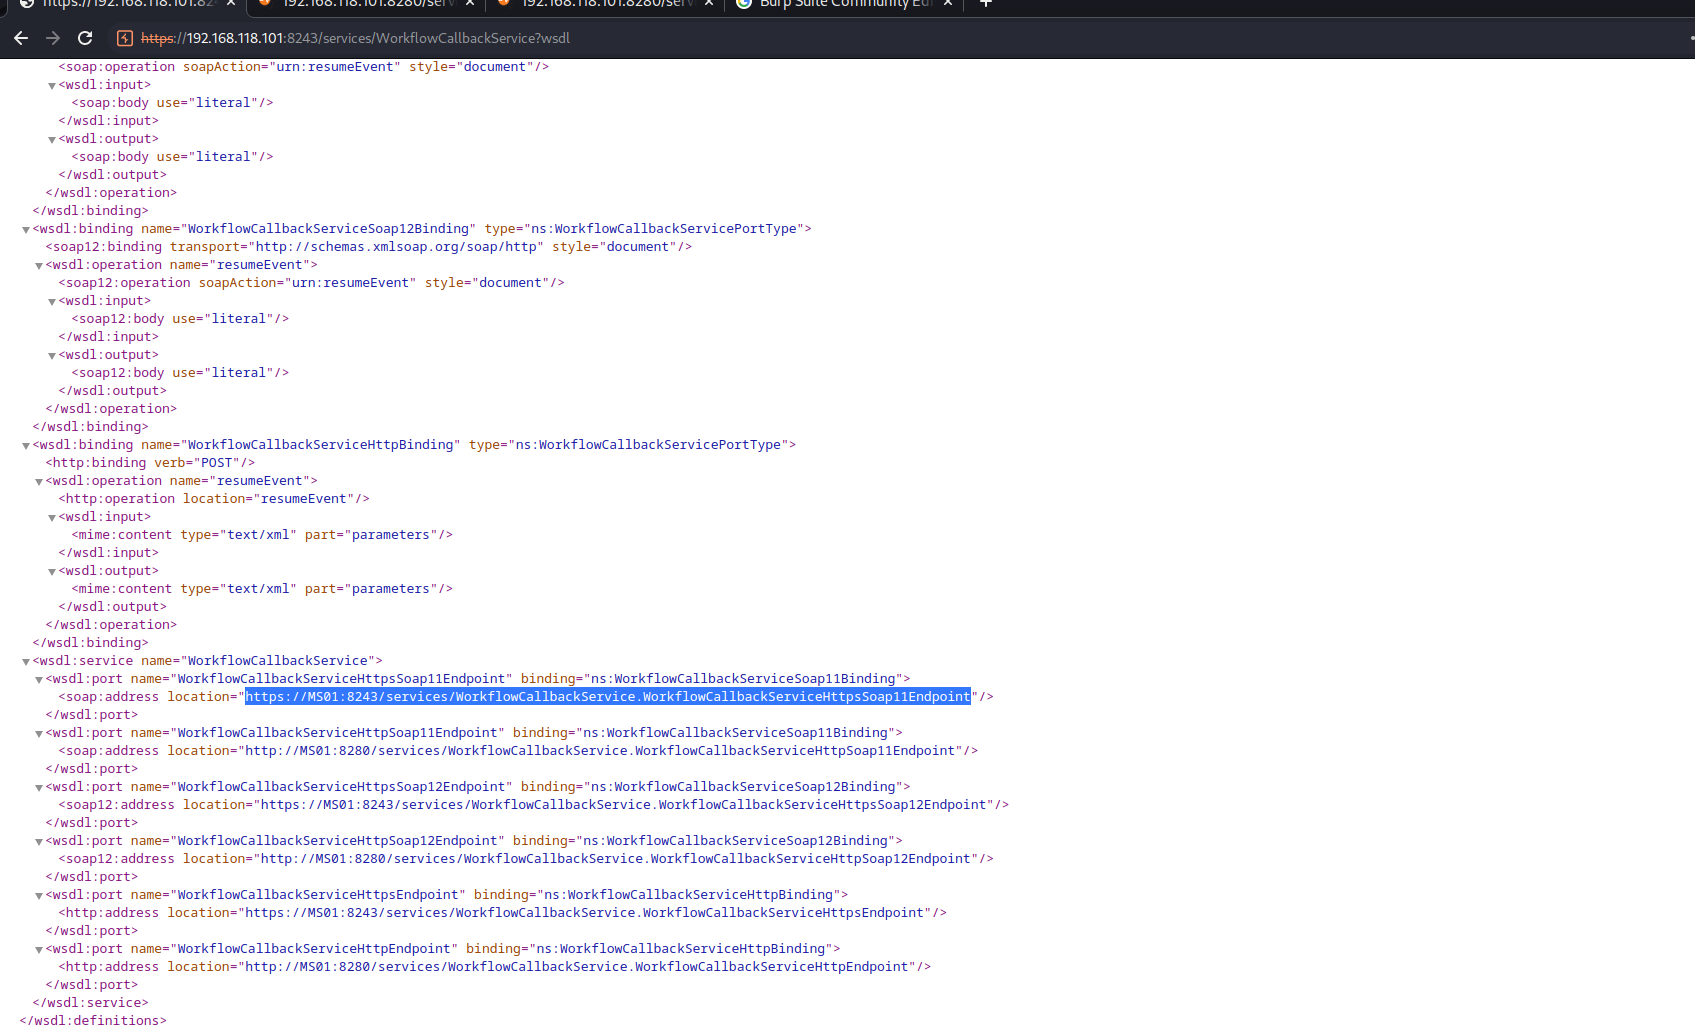 https://192.168.118.101:824
192.168.118.101:8280/serv
192.168.118.101:8280/serv
Burp Suite Community Ed
https://192.168.118.101:8243/services/WorkflowCallbackService?wsdl
<soap:operation soapAction="urn:resumeEvent" style="document"/>
▼<wsdl:input>
<soap:body use="literal"/>
</wsdl:input>
▼<wsdl:output>
<soap:body use="literal"/>
</wsdl:output>
</wsdl:operation>
</wsdl:binding>
▼<wsdl:binding name="WorkflowCallbackServiceSoap12Binding" type="ns:WorkflowCallbackServicePortType">
<soap12:binding transport="http://schemas.xmlsoap.org/soap/http" style="document"/>
▼<wsdl:operation name="resumeEvent">
<soap12:operation soapAction="urn:resumeEvent" style="document"/>
▼<wsdl:input>
<soap12:body use="literal"/>
</wsdl:input>
▼<wsdl:output>
<soap12:body use="literal"/>
</wsdl:output>
</wsdl:operation>
</wsdl:binding>
▼<wsdl:binding name="WorkflowCallbackServiceHttpBinding" type="ns:WorkflowCallbackServicePortType">
<http:binding verb="POST"/>
▼<wsdl:operation name="resumeEvent">
<http:operation location="resumeEvent"/>
▼<wsdl:input>
<mime:content type="text/xml" part="parameters"/>
</wsdl:input>
▼<wsdl:output>
<mime:content type="text/xml" part="parameters"/>
</wsdl:output>
</wsdl:operation>
</wsdl:binding>
▼<wsdl:service name="WorkflowCallbackService">
▼<wsdl:port name="WorkflowCallbackServiceHttpsSoap11Endpoint" binding="ns:WorkflowCallbackServiceSoap11Binding">
<soap:address location="https://MS01:8243/services/WorkflowCallbackService.WorkflowCallbackServiceHttpsSoap11Endpoint"/>
</wsdl:port>
▼<wsdl:port name="WorkflowCallbackServiceHttpSoap11Endpoint" binding="ns:WorkflowCallbackServiceSoap11Binding">
<soap:address location="http://MS01:8280/services/WorkflowCallbackService.WorkflowCallbackServiceHttpSoap11Endpoint"/>
</wsdl:port>
▼<wsdl:port name="WorkflowCallbackServiceHttpsSoap12Endpoint" binding="ns:WorkflowCallbackServiceSoap12Binding">
<soap12:address location="https://MS01:8243/services/WorkflowCallbackService.WorkflowCallbackServiceHttpsSoap12Endpoint"/>
</wsdl:port>
▼<wsdl:port name="WorkflowCallbackServiceHttpSoap12Endpoint" binding="ns:WorkflowCallbackServiceSoap12Binding">
<soap12:address location="http://MS01:8280/services/WorkflowCallbackService.WorkflowCallbackServiceHttpSoap12Endpoint"/>
</wsdl:port>
▼<wsdl:port name="WorkflowCallbackServiceHttpsEndpoint" binding="ns:WorkflowCallbackServiceHttpBinding">
<http:address location="https://MS01:8243/services/WorkflowCallbackService.WorkflowCallbackServiceHttpsEndpoint"/>
</wsdl:port>
▼<wsdl:port name="WorkflowCallbackServiceHttpEndpoint" binding="ns:WorkflowCallbackServiceHttpBinding">
<http:address location="http://MS01:8280/services/WorkflowCallbackService.WorkflowCallbackServiceHttpEndpoint"/>
</wsdl:port>
</wsdl:service>
</wsdl:definitions>